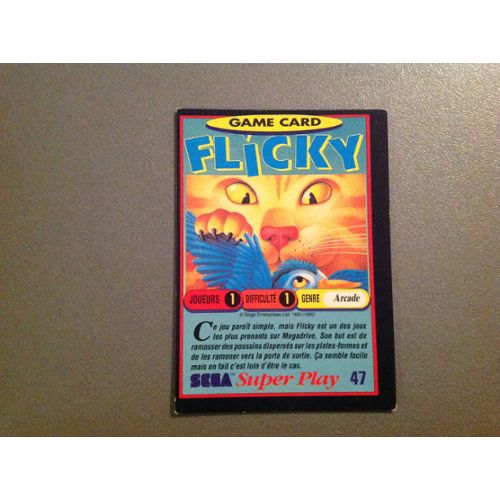 GAME CARD
FLiCKY
JOUEURS 1 DIFFICULTÉ 1 GENRE Arcade
© Sega Enterprises Ltd. 1991/1992
Ce jeu paraît simple, mais Flicky est un des jeux
les plus prenants sur Megadrive. Son but est de
ramasser des poussins dispersés sur les plates-formes et
de les ramener vers la porte de sortie. Ça semble facile
mais en fait c'est loin d'être le cas.
SEGA™ Super Play 47